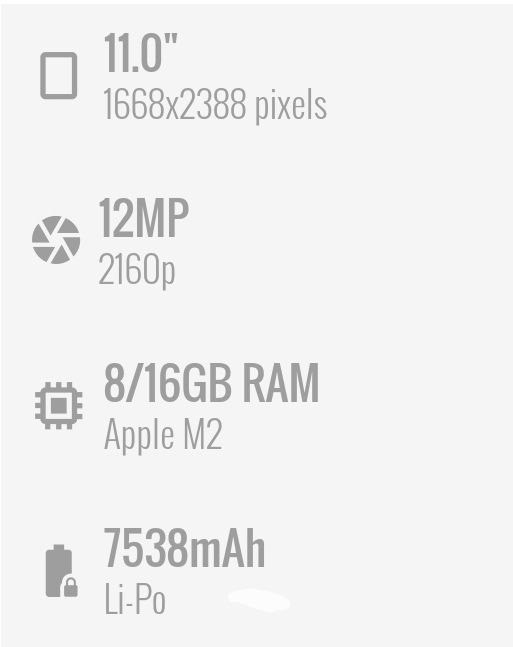 11.0"
1668x2388 pixels
12MP
2160p
8/16GB RAM
Apple M2
7538mAh
Li-Po